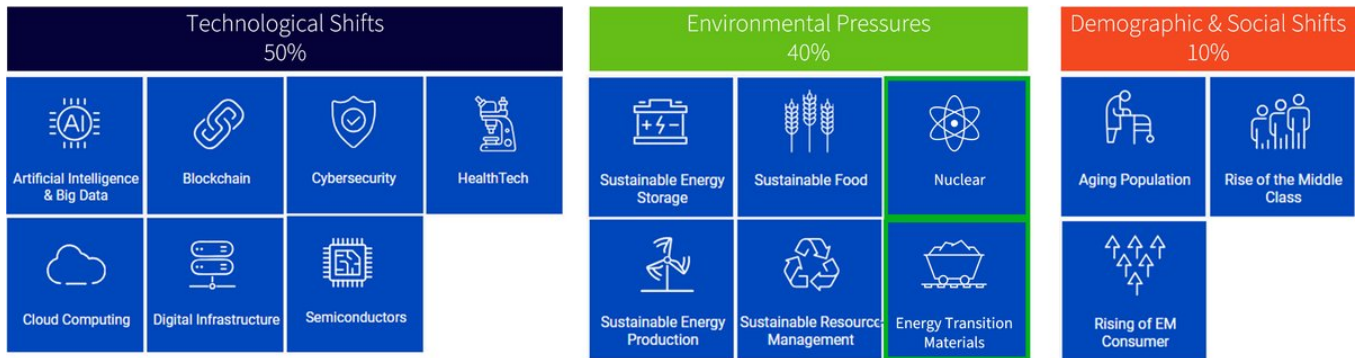 Technological Shifts
50%
AI
Artificial Intelligence
& Big Data
Blockchain
Cybersecurity
HealthTech
Cloud Computing
Digital Infrastructure
Semiconductors
Environmental Pressures
40%
Sustainable Energy
Storage
Sustainable Food
Nuclear
Sustainable Energy
Production
Sustainable Resource
Management
Energy Transition
Materials
Demographic & Social Shifts
10%
Aging Population
Rise of the Middle
Class
Rising of EM
Consumer